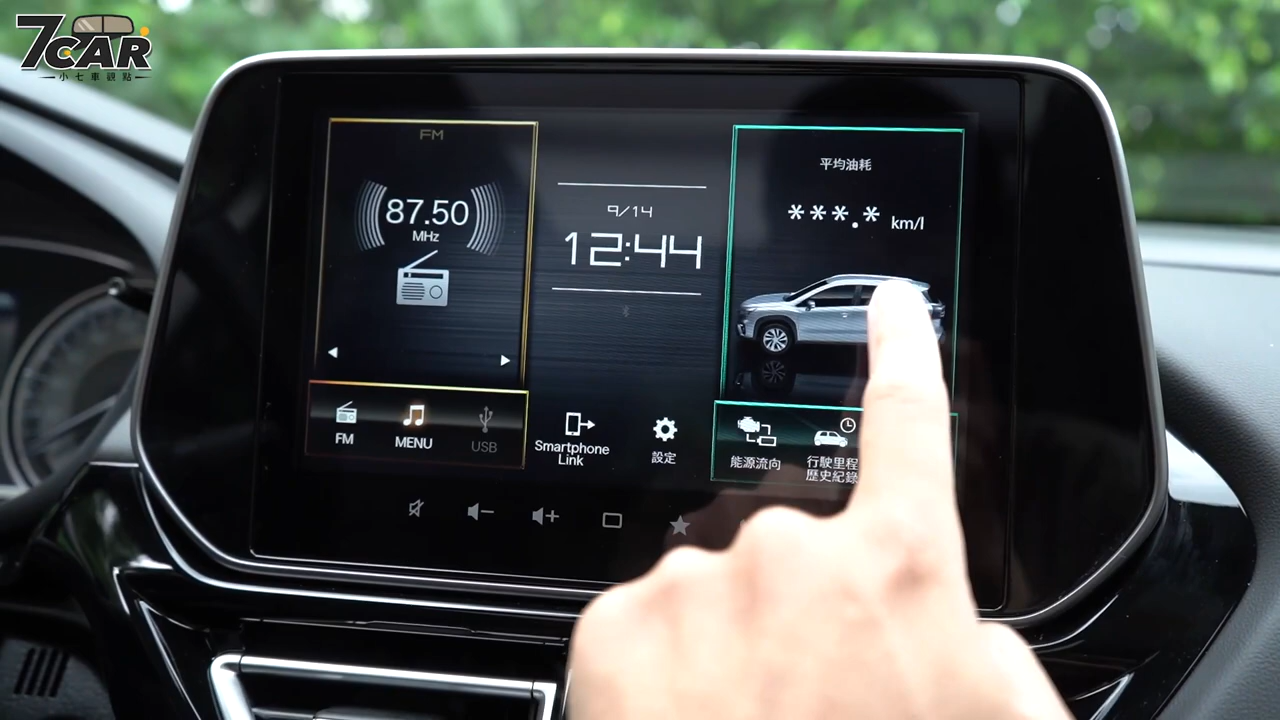 7CAR
小七車觀點
FM
87.50
MHz
9/14
12:44
平均油耗
***.* km/l
FM
MENU
USB
Smartphone
Link
設定
能源流向
行駛里程
歷史紀錄